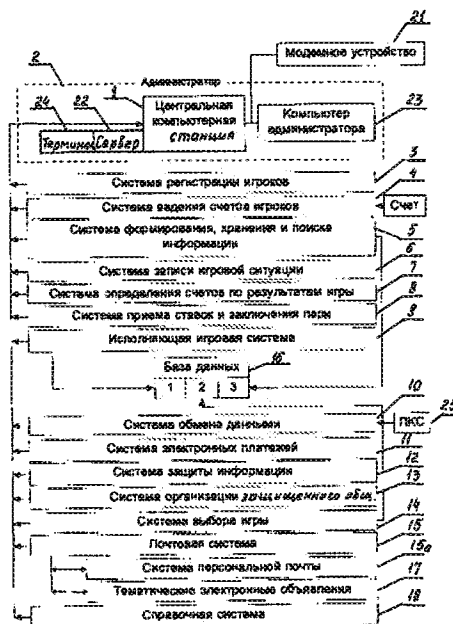 21
Модемное устройство
2
Администратор
24
22
1
Центральная
компьютерная
станция
Компьютер
администратора
23
Терминал
Сервер
3
Система регистрации игроков
4
Система ведения счетов игроков
Счет
Система формирования, хранения и поиска
информации
5
6
Система записи игровой ситуации
7
Система определения счетов по результатам игры
8
Система приема ставок и заключения пари
9
Исполняющая игровая система
База данных
16
1 2 3
10
Система обмена данными
ПКС
25
11
Система электронных платежей
12
Система защиты информации
13
Система организации защищенного общ.
14
Система выбора игры
15
Почтовая система
15а
Система персональной почты
17
Тематические электронные объявления
18
Справочная система